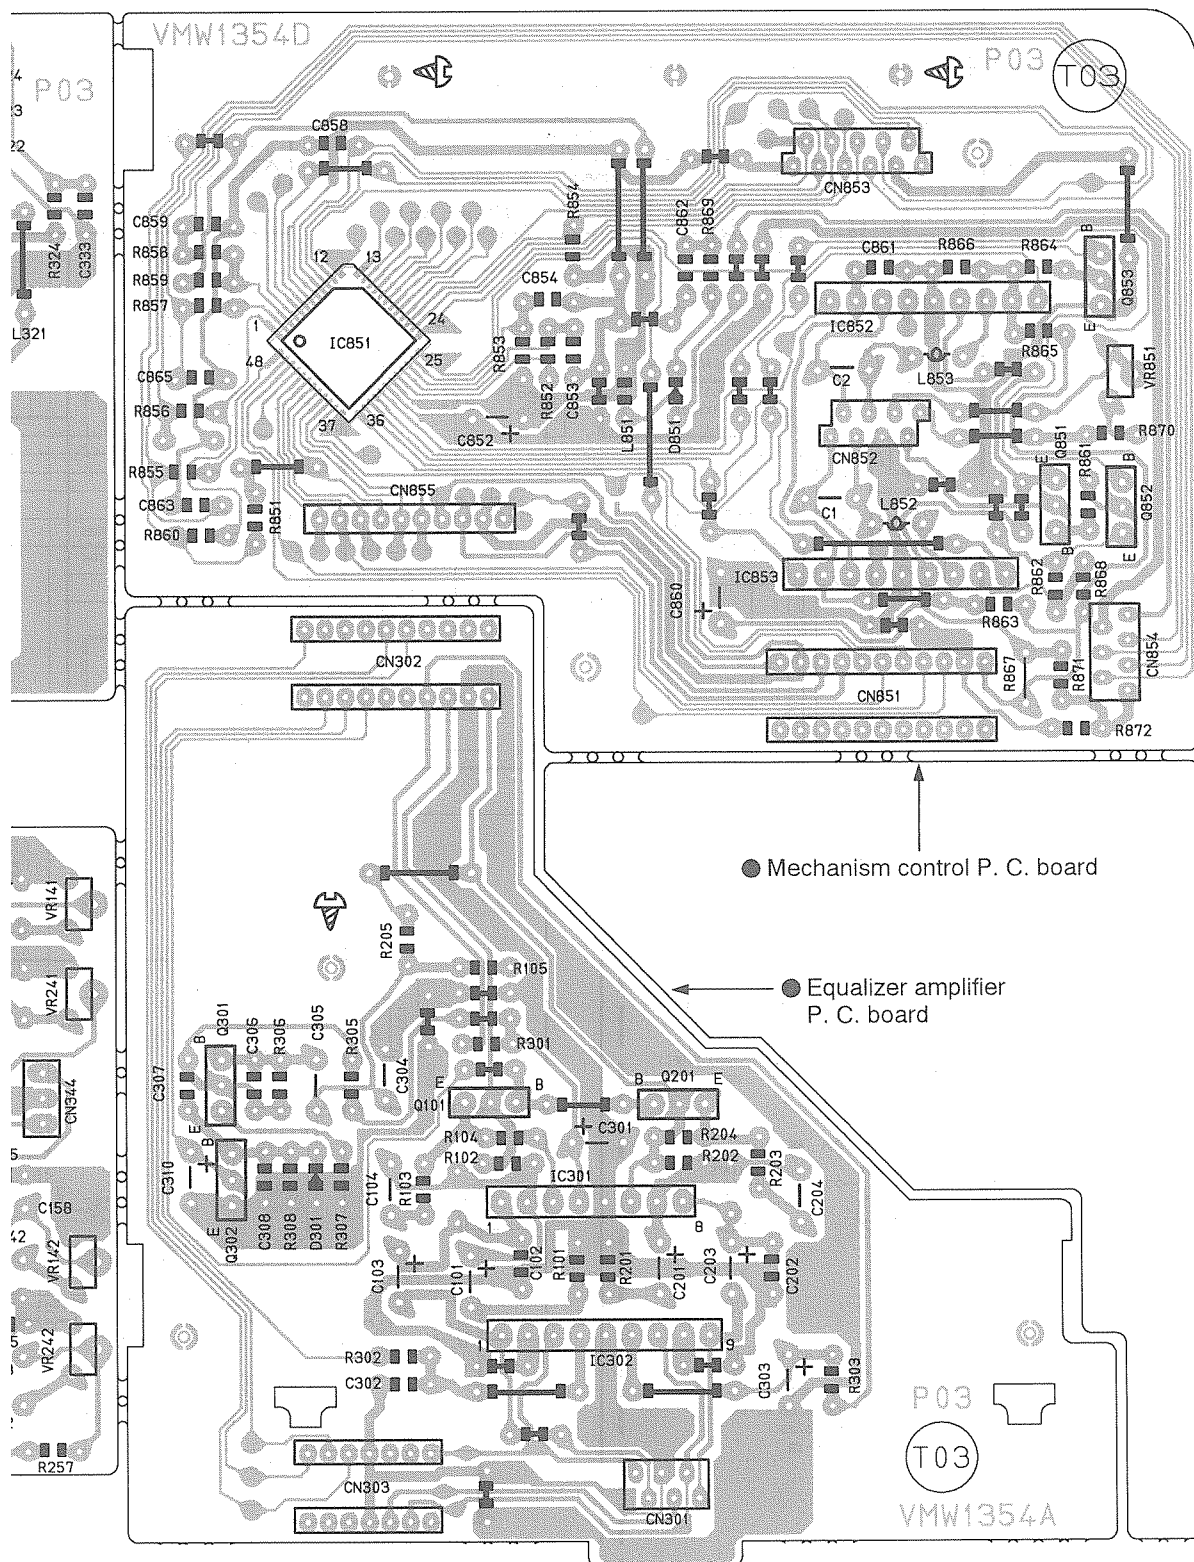 VMW1354D
P03
T03
P03
22
C858
CN853
R854
C862
R869
C859
R858
R859
R857
R324
C333
L321
12
13
24
25
1
48
37
36
IC851
C854
R853
R852
C853
C861
R866
R864
B
Q853
E
IC852
R865
L853
VR851
C2
C865
R856
C852
+
L851
D851
CN852
R870
E
Q851
R861
B
Q852
R855
C863
R860
R851
CN855
C1
L852
B
E
IC853
R862
R868
C860
+
R863
CN854
CN302
CN851
R867
R871
R872
● Mechanism control P. C. board
VR141
R205
R105
● Equalizer amplifier
P. C. board
VR241
B
Q301
C306
R306
C305
R305
C304
R301
C307
CN344
E
Q101
B
B
Q201
E
E
B
+
C301
R104
R102
R204
R202
R203
C310
+
C104
R103
IC301
C204
1
B
C158
E
Q302
C308
R308
D301
R307
VR142
C103
+
C101
+
C102
R101
R201
C201
+
C203
+
C202
VR242
1
9
IC302
R302
C302
C303
+
R303
P03
T03
R257
CN303
CN301
VMW1354A